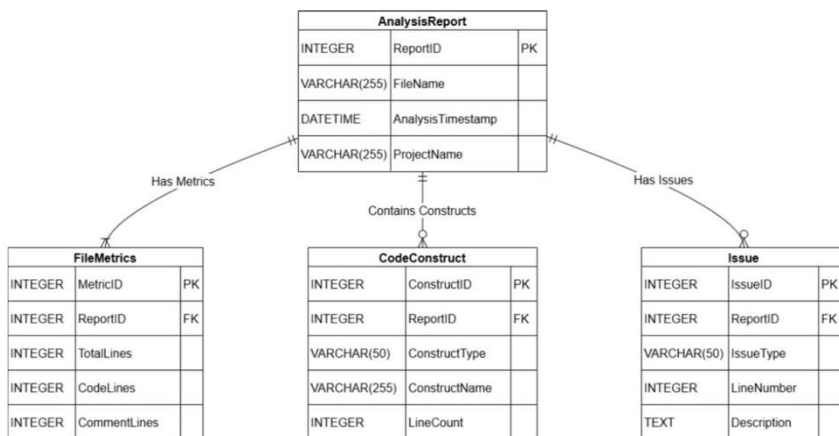 AnalysisReport
INTEGER ReportID PK
VARCHAR(255) FileName
DATETIME AnalysisTimestamp
VARCHAR(255) ProjectName
Has Metrics
Contains Constructs
Has Issues
FileMetrics
INTEGER MetricID PK
INTEGER ReportID FK
INTEGER TotalLines
INTEGER CodeLines
INTEGER CommentLines
CodeConstruct
INTEGER ConstructID PK
INTEGER ReportID FK
VARCHAR(50) ConstructType
VARCHAR(255) ConstructName
INTEGER LineCount
Issue
INTEGER IssueID PK
INTEGER ReportID FK
VARCHAR(50) IssueType
INTEGER LineNumber
TEXT Description